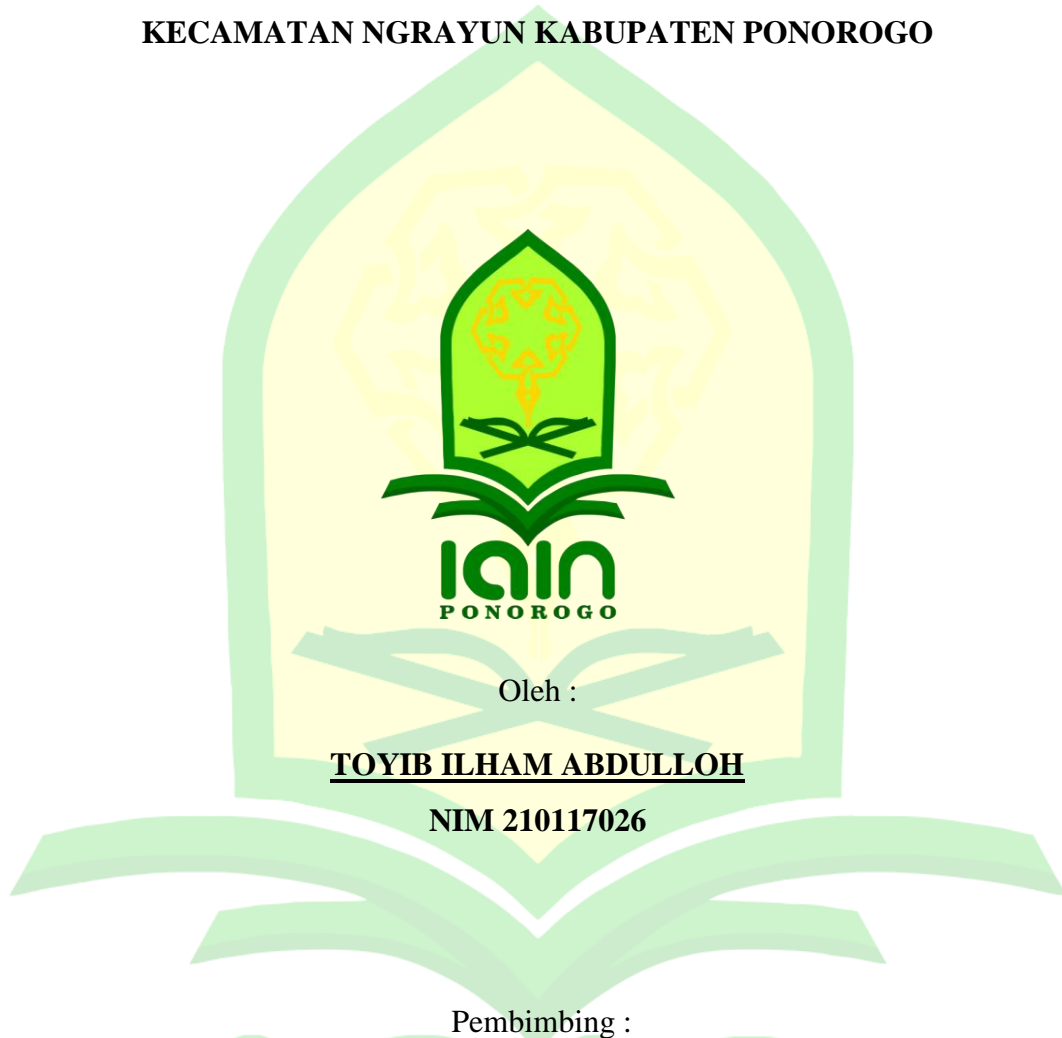 KECAMATAN NGRAYUN KABUPATEN PONOROGO
IAIN
PONOROGO
Oleh :
TOYIB ILHAM ABDULLOH
NIM 210117026
Pembimbing :